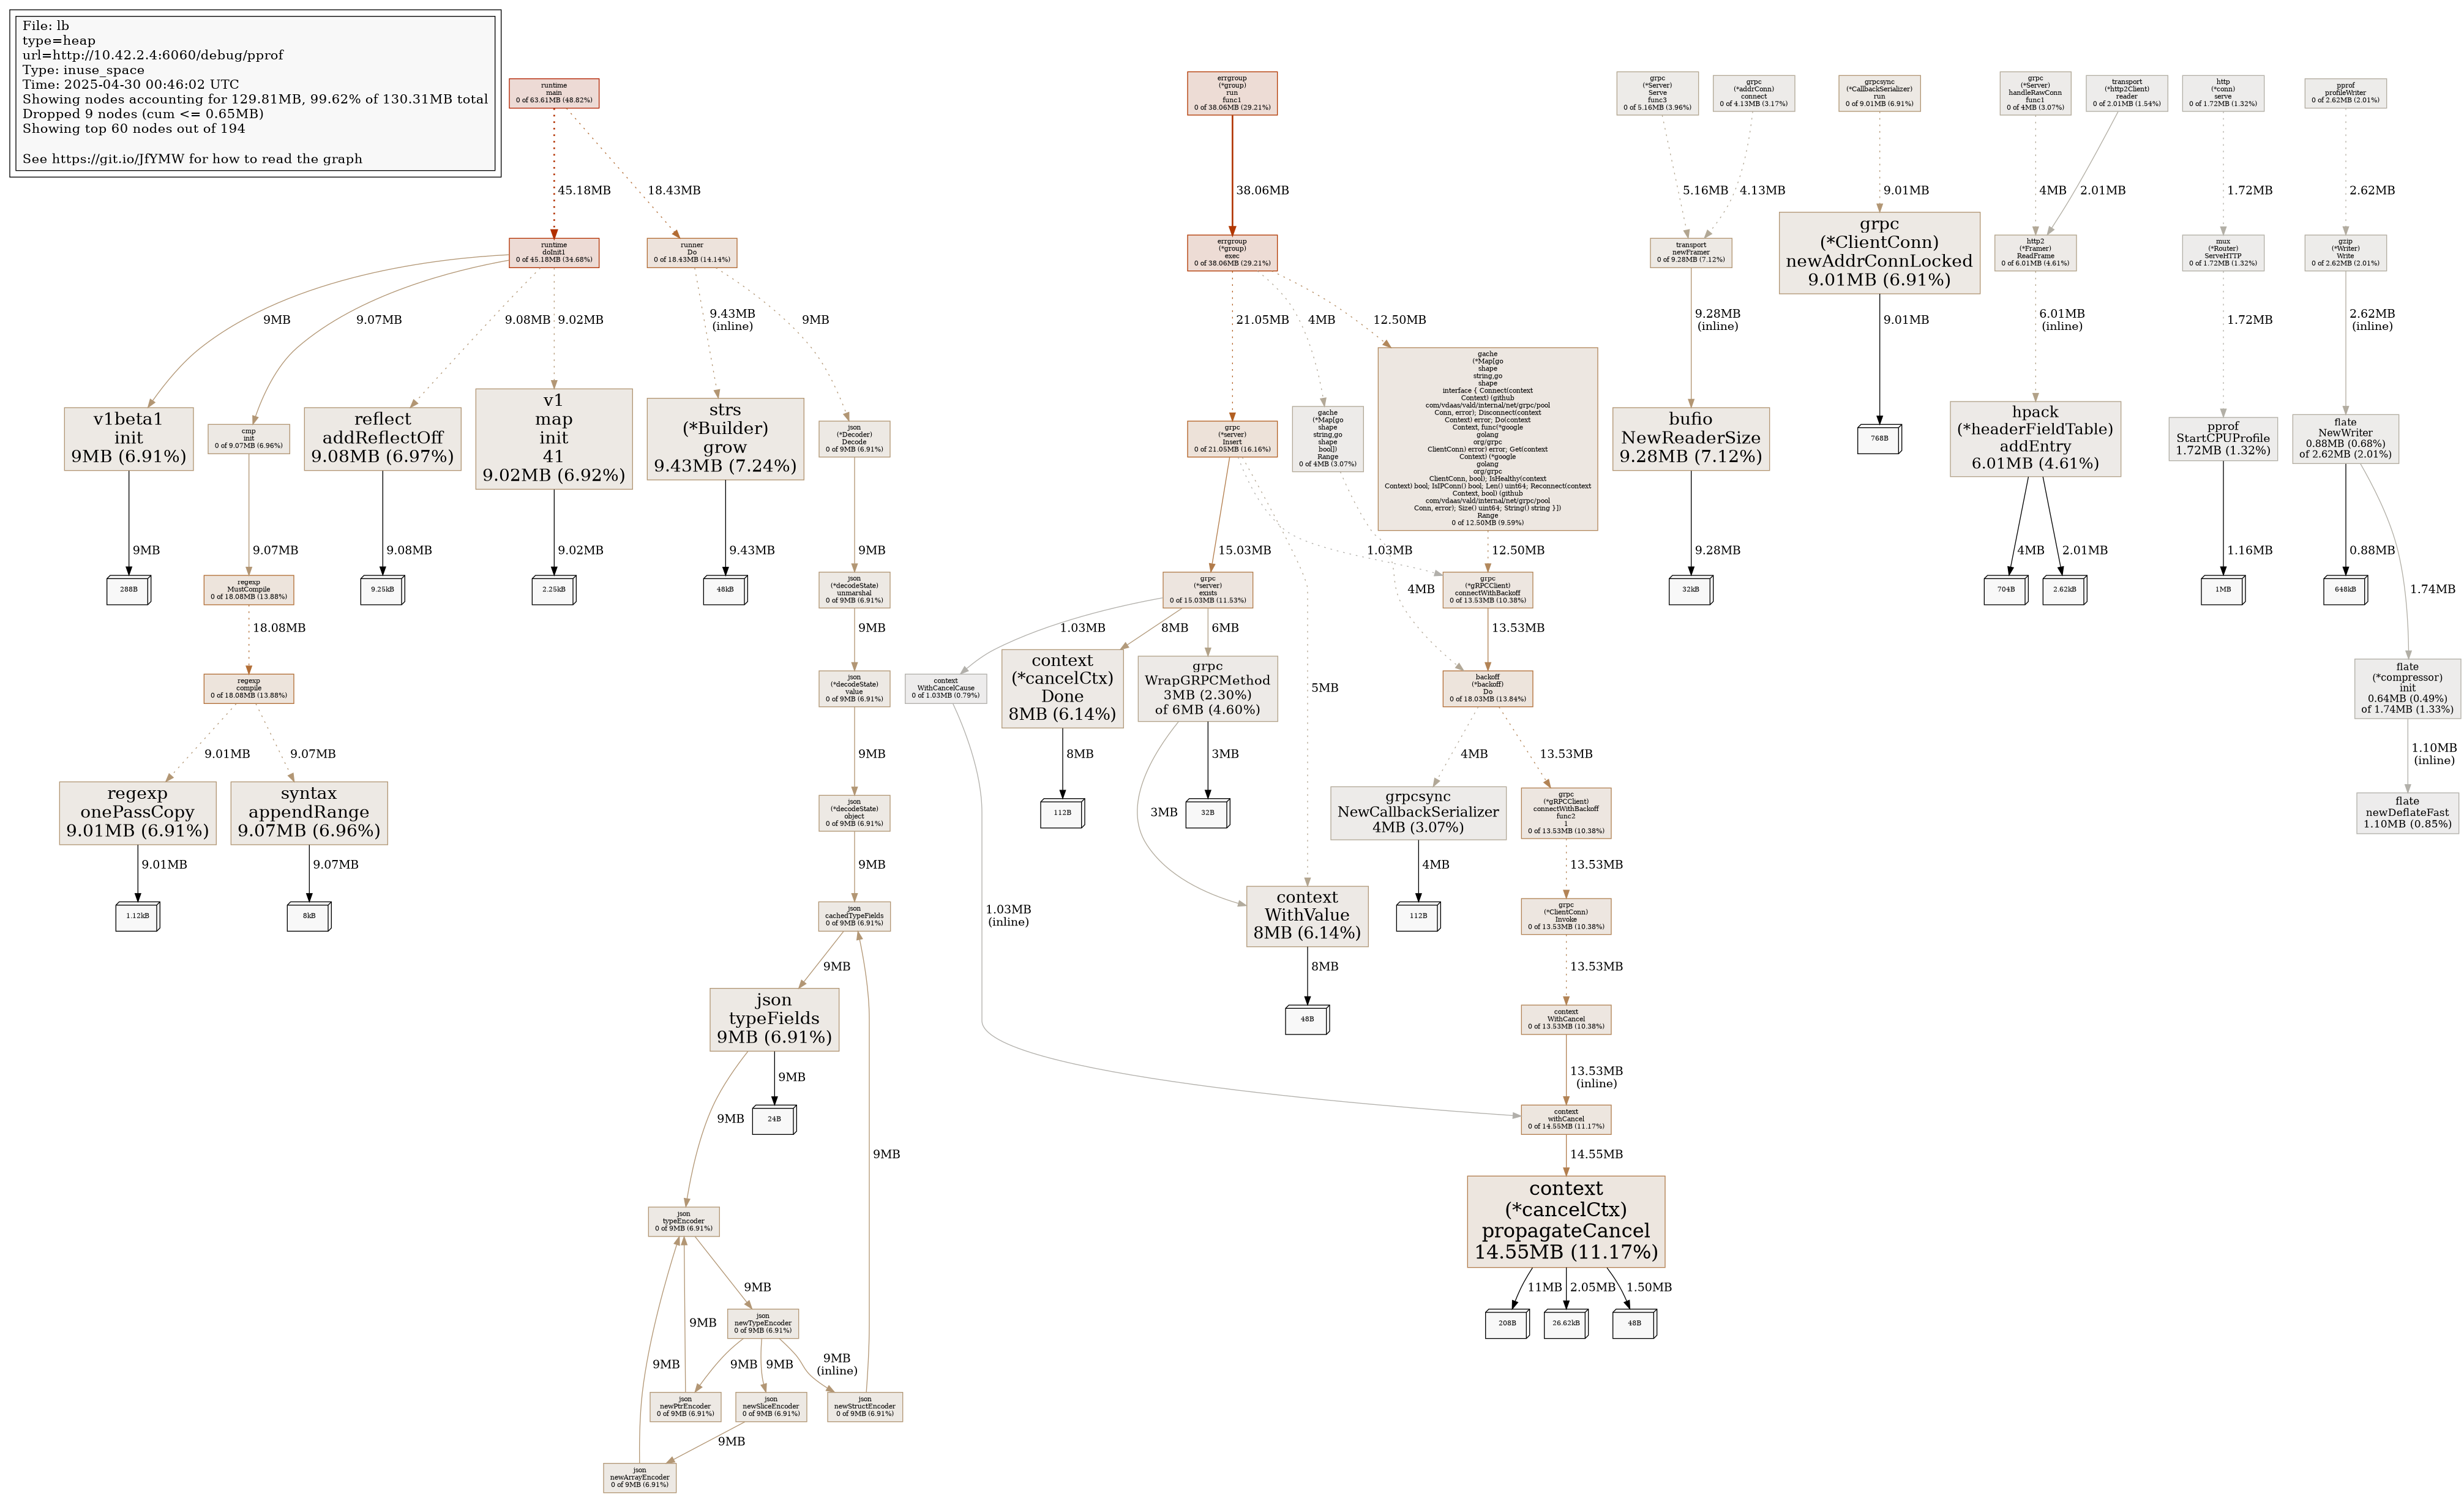 File: lb
type=heap
url=http://10.42.2.4:6060/debug/pprof
Type: inuse_space
Time: 2025-04-30 00:46:02 UTC
Showing nodes accounting for 129.81MB, 99.62% of 130.31MB total
Dropped 9 nodes (cum <= 0.65MB)
Showing top 60 nodes out of 194
See https://git.io/JfYMW for how to read the graph
runtime
main
0 of 63.61MB (48.82%)
errgroup
(*group)
run
func1
0 of 38.06MB (29.21%)
grpc
(*Server)
Serve
func3
0 of 5.16MB (3.96%)
grpc
(*addrConn)
connect
0 of 4.13MB (3.17%)
grpcsync
(*CallbackSerializer)
run
0 of 9.01MB (6.91%)
grpc
(*Server)
handleRawConn
func1
0 of 4MB (3.07%)
transport
(*http2Client)
reader
0 of 2.01MB (1.54%)
http
(*conn)
serve
0 of 1.72MB (1.32%)
pprof
profileWriter
0 of 2.62MB (2.01%)
45.18MB
18.43MB
38.06MB
5.16MB
4.13MB
9.01MB
4MB
2.01MB
1.72MB
2.62MB
runtime
doInit1
0 of 45.18MB (34.68%)
runner
Do
0 of 18.43MB (14.14%)
errgroup
(*group)
exec
0 of 38.06MB (29.21%)
transport
newFramer
0 of 9.28MB (7.12%)
grpc
(*ClientConn)
newAddrConnLocked
9.01MB (6.91%)
http2
(*Framer)
ReadFrame
0 of 6.01MB (4.61%)
mux
(*Router)
ServeHTTP
0 of 1.72MB (1.32%)
gzip
(*Writer)
Write
0 of 2.62MB (2.01%)
9MB
9.07MB
9.08MB
9.02MB
9.43MB
(inline)
9MB
21.05MB
4MB
12.50MB
9.28MB
(inline)
9.01MB
6.01MB
(inline)
1.72MB
2.62MB
(inline)
v1beta1
init
9MB (6.91%)
cmp
init
0 of 9.07MB (6.96%)
reflect
addReflectOff
9.08MB (6.97%)
v1
map
init
41
9.02MB (6.92%)
strs
(*Builder)
grow
9.43MB (7.24%)
json
(*Decoder)
Decode
0 of 9MB (6.91%)
grpc
(*server)
Insert
0 of 21.05MB (16.16%)
gache
(*Map[go
shape
string,go
shape
bool])
Range
0 of 4MB (3.07%)
gache
(*Map[go
shape
string,go
shape
interface { Connect(context
Context) (github
com/vdaas/vald/internal/net/grpc/pool
Conn, error); Disconnect(context
Context) error; Do(context
Context, func(*google
golang
org/grpc
ClientConn) error) error; Get(context
Context) (*google
golang
org/grpc
ClientConn, bool); IsHealthy(context
Context) bool; IsIPConn() bool; Len() uint64; Reconnect(context
Context, bool) (github
com/vdaas/vald/internal/net/grpc/pool
Conn, error); Size() uint64; String() string }])
Range
0 of 12.50MB (9.59%)
bufio
NewReaderSize
9.28MB (7.12%)
768B
hpack
(*headerFieldTable)
addEntry
6.01MB (4.61%)
pprof
StartCPUProfile
1.72MB (1.32%)
flate
NewWriter
0.88MB (0.68%)
of 2.62MB (2.01%)
9MB
9.07MB
9.08MB
9.02MB
9.43MB
9MB
15.03MB
1.03MB
12.50MB
9.28MB
4MB
2.01MB
1.16MB
0.88MB
1.74MB
288B
regexp
MustCompile
0 of 18.08MB (13.88%)
9.25kB
2.25kB
48kB
json
(*decodeState)
unmarshal
0 of 9MB (6.91%)
grpc
(*server)
exists
0 of 15.03MB (11.53%)
4MB
grpc
(*gRPCClient)
connectWithBackoff
0 of 13.53MB (10.38%)
32kB
704B
2.62kB
1MB
648kB
18.08MB
9MB
1.03MB
8MB
6MB
5MB
13.53MB
regexp
compile
0 of 18.08MB (13.88%)
json
(*decodeState)
value
0 of 9MB (6.91%)
context
WithCancelCause
0 of 1.03MB (0.79%)
context
(*cancelCtx)
Done
8MB (6.14%)
grpc
WrapGRPCMethod
3MB (2.30%)
of 6MB (4.60%)
backoff
(*backoff)
Do
0 of 18.03MB (13.84%)
flate
(*compressor)
init
0.64MB (0.49%)
of 1.74MB (1.33%)
9.01MB
9.07MB
9MB
8MB
3MB
4MB
13.53MB
1.10MB
(inline)
regexp
onePassCopy
9.01MB (6.91%)
syntax
appendRange
9.07MB (6.96%)
json
(*decodeState)
object
0 of 9MB (6.91%)
112B
3MB
32B
grpcsync
NewCallbackSerializer
4MB (3.07%)
grpc
(*gRPCClient)
connectWithBackoff
func2
1
0 of 13.53MB (10.38%)
flate
newDeflateFast
1.10MB (0.85%)
9.01MB
9.07MB
9MB
4MB
13.53MB
1.12kB
8kB
json
cachedTypeFields
0 of 9MB (6.91%)
1.03MB
(inline)
context
WithValue
8MB (6.14%)
112B
grpc
(*ClientConn)
Invoke
0 of 13.53MB (10.38%)
9MB
8MB
13.53MB
json
typeFields
9MB (6.91%)
48B
context
WithCancel
0 of 13.53MB (10.38%)
9MB
9MB
9MB
13.53MB
(inline)
24B
context
withCancel
0 of 14.55MB (11.17%)
14.55MB
json
typeEncoder
0 of 9MB (6.91%)
context
(*cancelCtx)
propagateCancel
14.55MB (11.17%)
9MB
11MB
2.05MB
1.50MB
json
newTypeEncoder
0 of 9MB (6.91%)
208B
26.62kB
48B
9MB
9MB
9MB
9MB
9MB
(inline)
json
newPtrEncoder
0 of 9MB (6.91%)
json
newSliceEncoder
0 of 9MB (6.91%)
json
newStructEncoder
0 of 9MB (6.91%)
9MB
json
newArrayEncoder
0 of 9MB (6.91%)